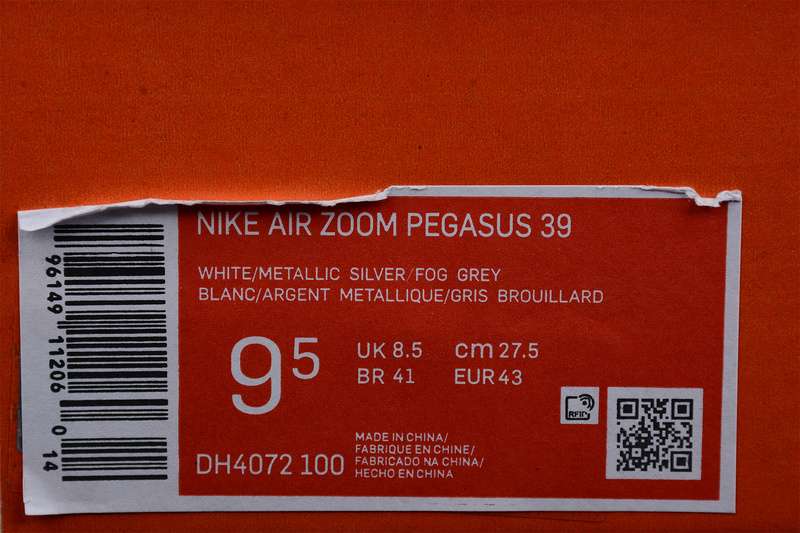 NIKE AIR ZOOM PEGASUS 39
WHITE/METALLIC SILVER/FOG GREY
BLANC/ARGENT METALLIQUE/GRIS BROUILLARD
9 5
UK 8.5 cm 27.5
BR 41 EUR 43
RFID
DH4072 100
MADE IN CHINA/
FABRIQUE EN CHINE/
FABRICADO NA CHINA/
HECHO EN CHINA
96149 11206 0 14